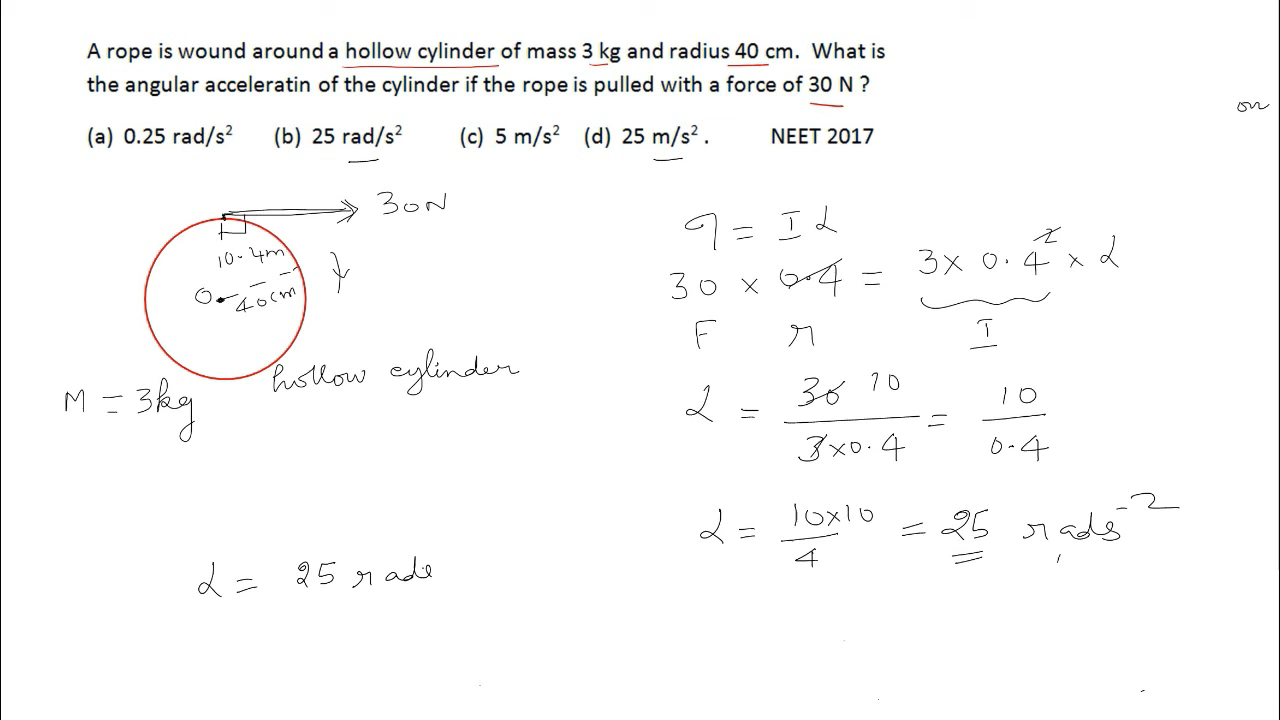 A rope is wound around a hollow cylinder of mass 3 kg and radius 40 cm. What is
the angular acceleratin of the cylinder if the rope is pulled with a force of 30 N ?
on
(a) 0.25 rad/s² (b) 25 rad/s² (c) 5 m/s² (d) 25 m/s² . NEET 2017
30N
10.4m
0 40cm
M = 3kg
hollow cylinder
τ = I α
30 × 0.4 = 3× 0.4² × α
F r I
α = 30 10 / 3×0.4 = 10 / 0.4
α = 10×10 / 4 = 25 rads⁻²
α = 25 rads